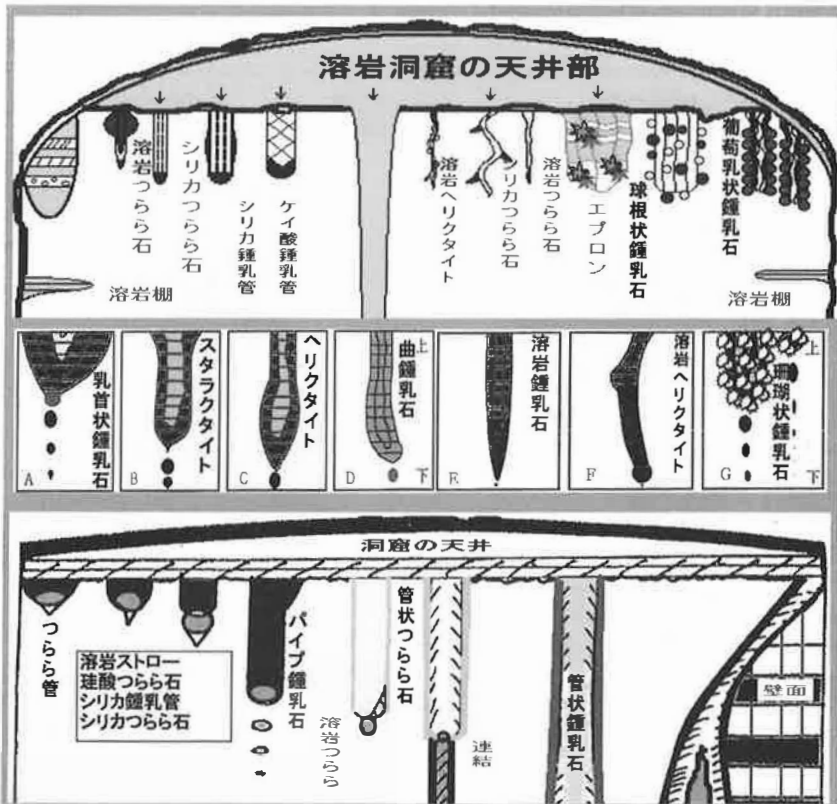 溶岩洞窟の天井部
溶岩つらら石
シリカつらら石
シリカ鍾乳管
ケイ酸鍾乳管
溶岩ヘリクタイト
シリカつらら石
溶岩つらら石
エプロン
球根状鍾乳石
葡萄乳状鍾乳石
溶岩棚
溶岩棚
乳首状鍾乳石
A
スタラクタイト
B
ヘリクタイト
C
曲鍾乳石
上
D
下
溶岩鍾乳石
E
溶岩ヘリクタイト
F
珊瑚状鍾乳石
上
G
下
洞窟の天井
つらら管
溶岩ストロー
珪酸つらら石
シリカ鍾乳管
シリカつらら石
パイプ鍾乳石
溶岩つらら
管状つらら石
連結
管状鍾乳石
壁面